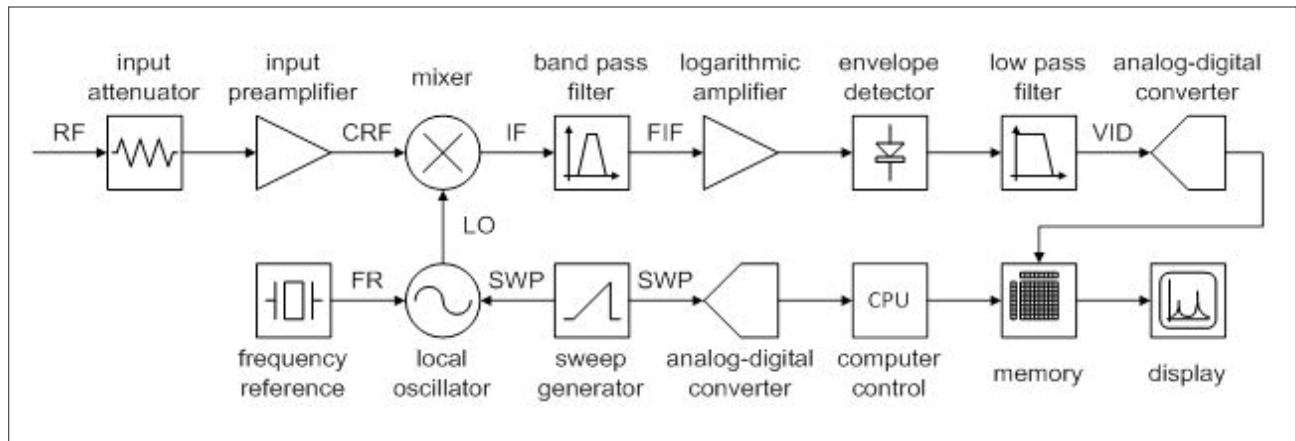 input
attenuator
input
preamplifier
mixer
band pass
filter
logarithmic
amplifier
envelope
detector
low pass
filter
analog-digital
converter
RF
CRF
IF
FIF
VID
LO
FR
SWP
SWP
CPU
frequency
reference
local
oscillator
sweep
generator
analog-digital
converter
computer
control
memory
display